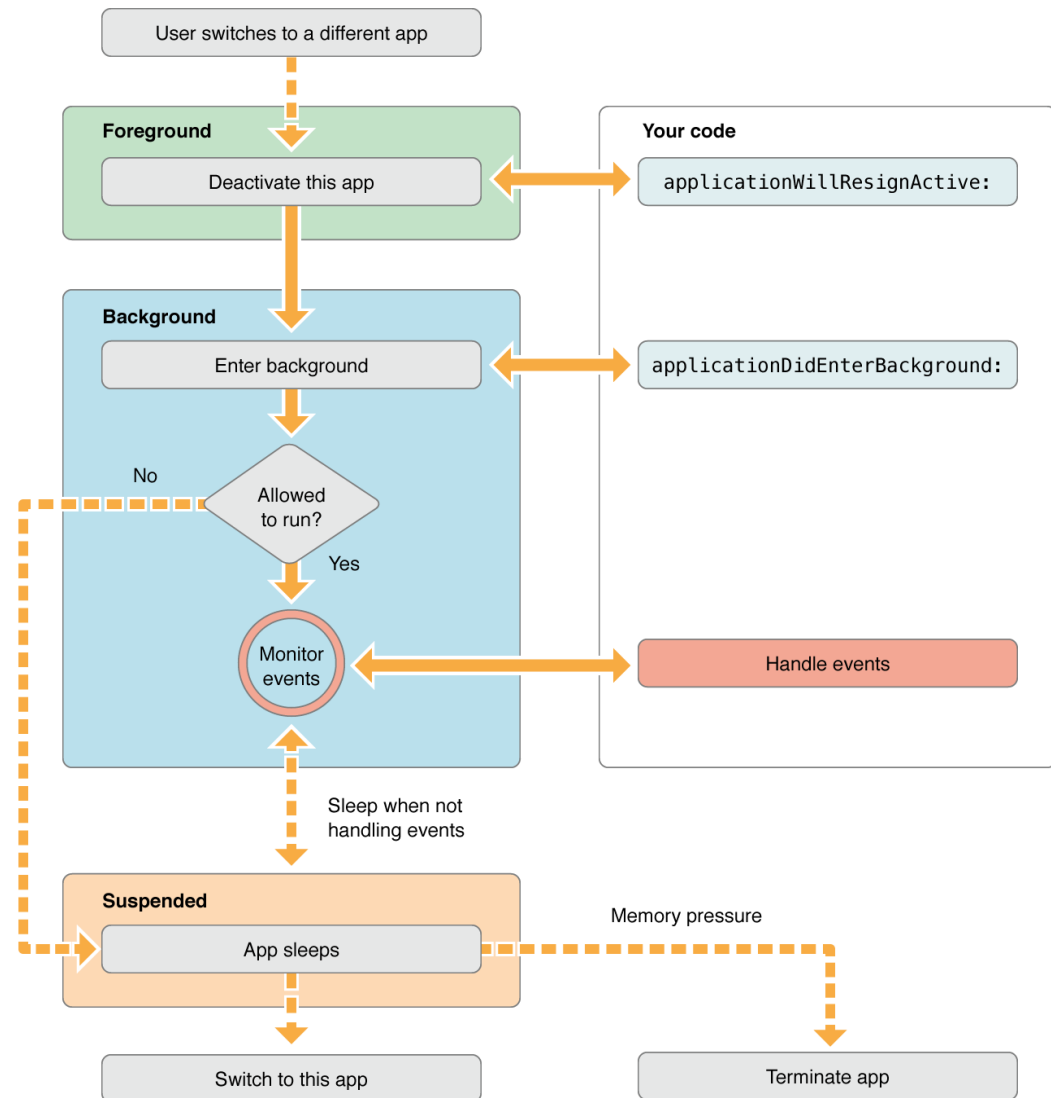 User switches to a different app
Foreground
Your code
Deactivate this app
applicationWillResignActive:
Background
Enter background
applicationDidEnterBackground:
No
Allowed
to run?
Yes
Monitor
events
Handle events
Sleep when not
handling events
Suspended
Memory pressure
App sleeps
Switch to this app
Terminate app